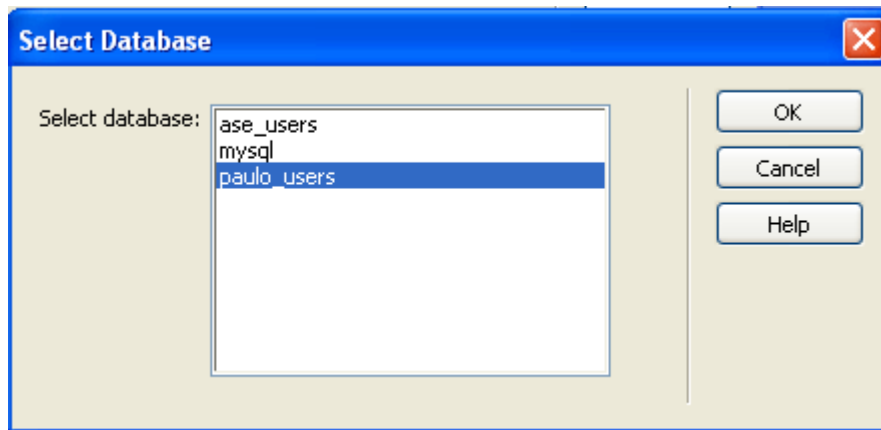 Select Database
Select database:
ase_users
mysql
paulo_users
OK
Cancel
Help